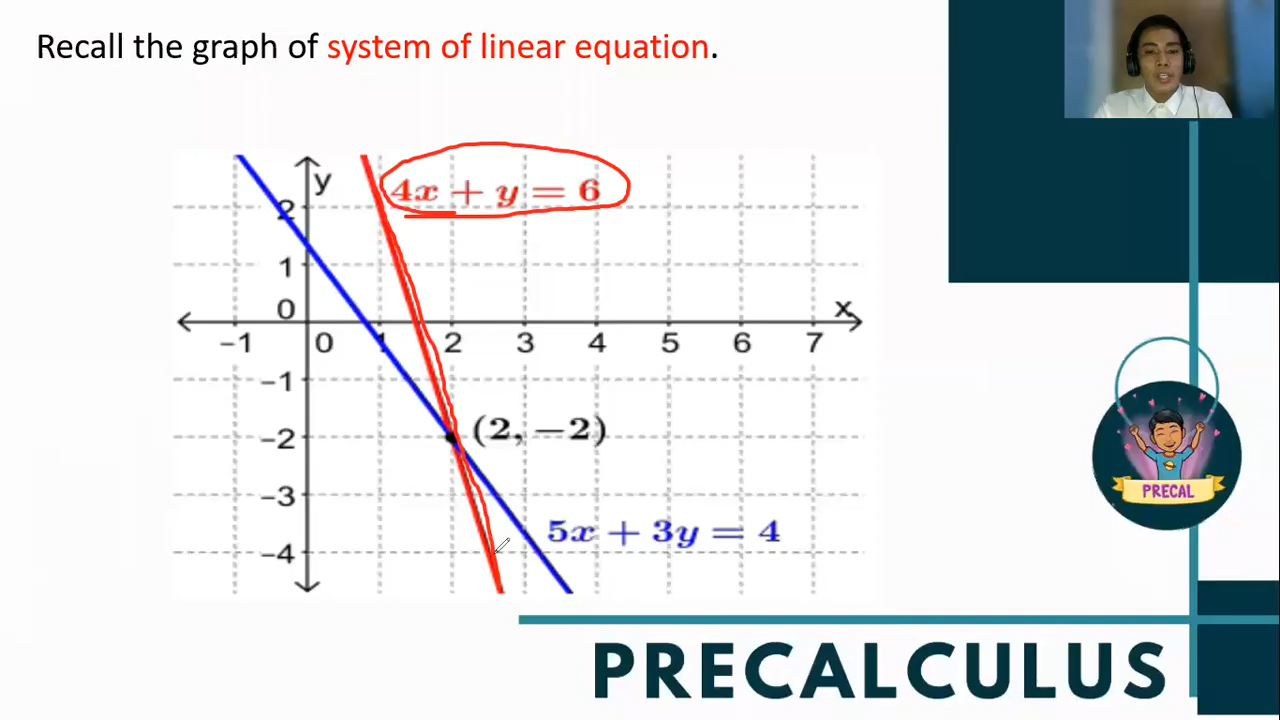 Recall the graph of system of linear equation.
4x + y = 6
y
2
1
0
x
-1 0 1 2 3 4 5 6 7
-1
-2
(2, -2)
-3
-4
5x + 3y = 4
PRECAL
PRECALCULUS